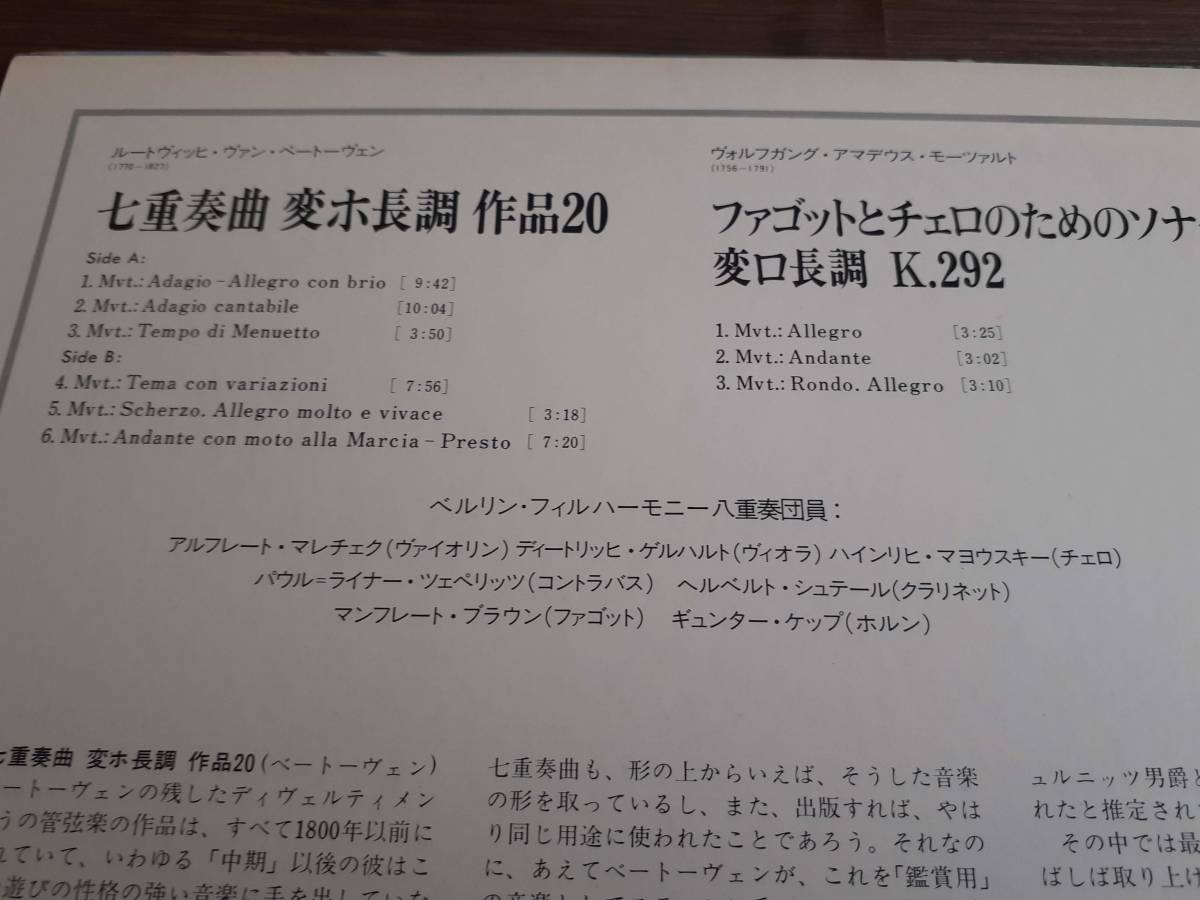 ルートヴィッヒ・ヴァン・ベートーヴェン
(1770-1827)
七重奏曲 変ホ長調 作品20
Side A:
1. Mvt.: Adagio – Allegro con brio [ 9:42]
2. Mvt.: Adagio cantabile [10:04]
3. Mvt.: Tempo di Menuetto [ 3:50]
Side B:
4. Mvt.: Tema con variazioni [ 7:56]
5. Mvt.: Scherzo. Allegro molto e vivace [ 3:18]
6. Mvt.: Andante con moto alla Marcia – Presto [ 7:20]
ヴォルフガング・アマデウス・モーツァルト
(1756-1791)
ファゴットとチェロのためのソナ
変ロ長調 K.292
1. Mvt.: Allegro [3:25]
2. Mvt.: Andante [3:02]
3. Mvt.: Rondo. Allegro [3:10]
ベルリン・フィルハーモニー八重奏団員:
アルフレート・マレチェク(ヴァイオリン) ディートリッヒ・ゲルハルト(ヴィオラ) ハインリヒ・マヨウスキー(チェロ)
パウル=ライナー・ツェペリッツ(コントラバス) ヘルベルト・シュテール(クラリネット)
マンフレート・ブラウン(ファゴット) ギュンター・ケップ(ホルン)
七重奏曲 変ホ長調 作品20(ベートーヴェン)
ートーヴェンの残したディヴェルティメン
うの管弦楽の作品は、すべて1800年以前に
れていて、いわゆる「中期」以後の彼はこ
遊びの性格の強い音楽に手を出していな
七重奏曲も、形の上からいえば、そうした音楽
の形を取っているし、また、出版すれば、やは
り同じ用途に使われたことであろう。それなの
に、あえてベートーヴェンが、これを「鑑賞用」
ュルニッツ男爵と
れたと推定され
その中では最
ばしば取り上げ